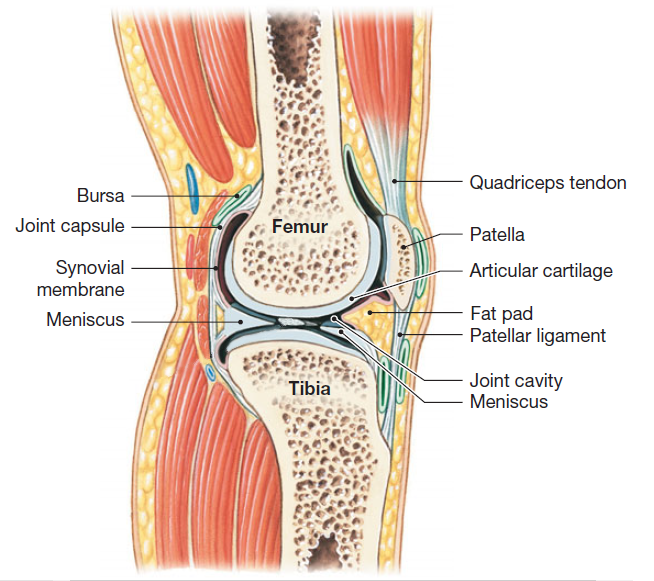 Bursa
Joint capsule
Synovial
membrane
Meniscus
Femur
Tibia
Quadriceps tendon
Patella
Articular cartilage
Fat pad
Patellar ligament
Joint cavity
Meniscus